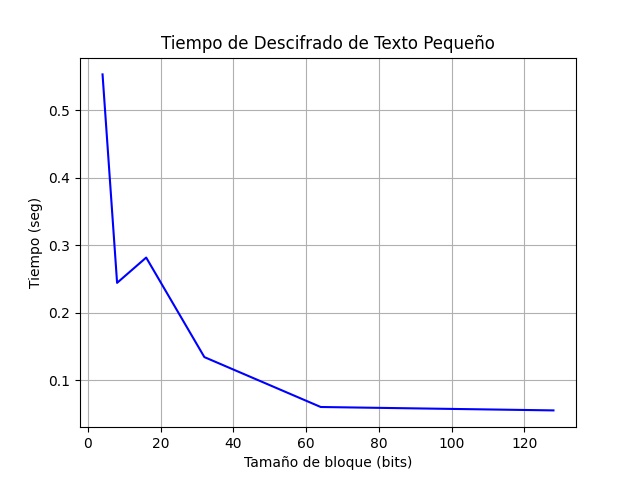 Tiempo de Descifrado de Texto Pequeño
0.5
0.4
0.3
0.2
0.1
Tiempo (seg)
0 20 40 60 80 100 120
Tamaño de bloque (bits)